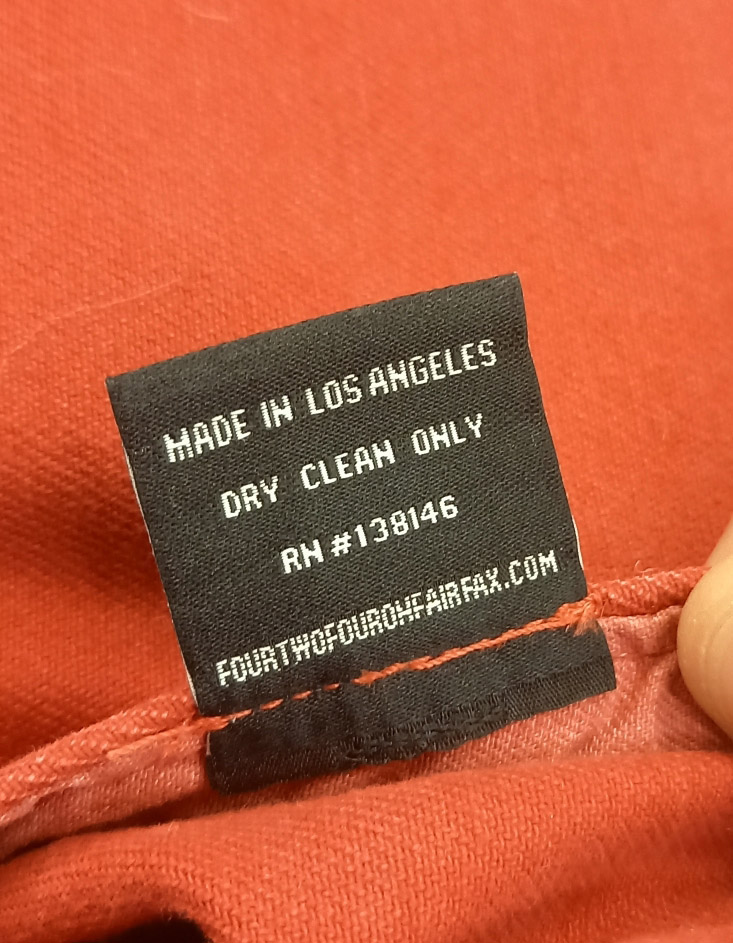 MADE IN LOS ANGELES
DRY CLEAN ONLY
RN #138146
FOURTWOFOUROHFAIRFAX.COM